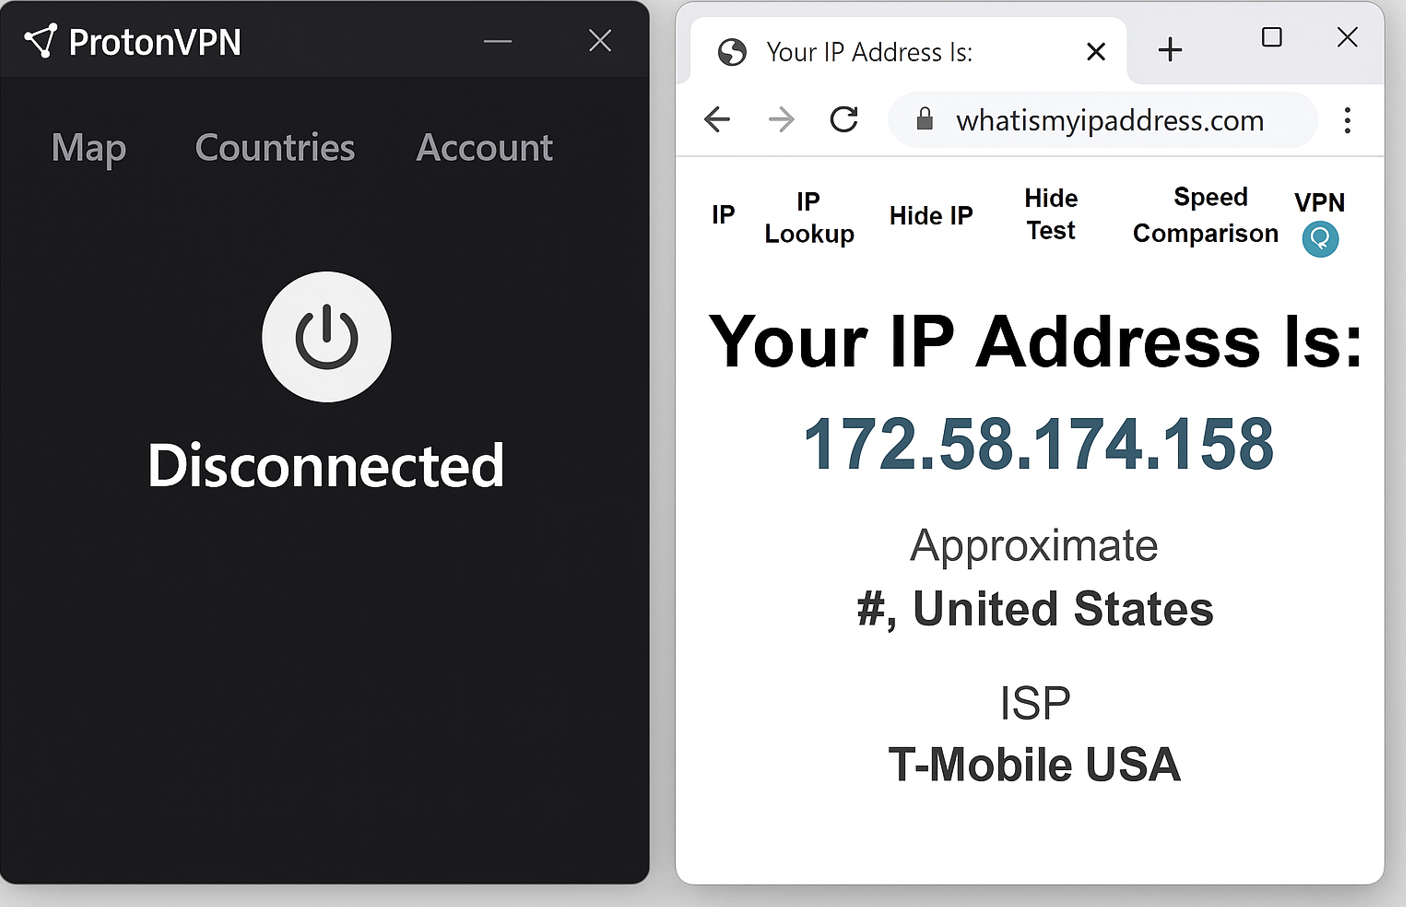 ProtonVPN
Map Countries Account
Disconnected
Your IP Address Is:
whatismyipaddress.com
IP
IP
Lookup
Hide IP
Hide
Test
Speed
Comparison
VPN
Your IP Address Is:
172.58.174.158
Approximate
#, United States
ISP
T-Mobile USA